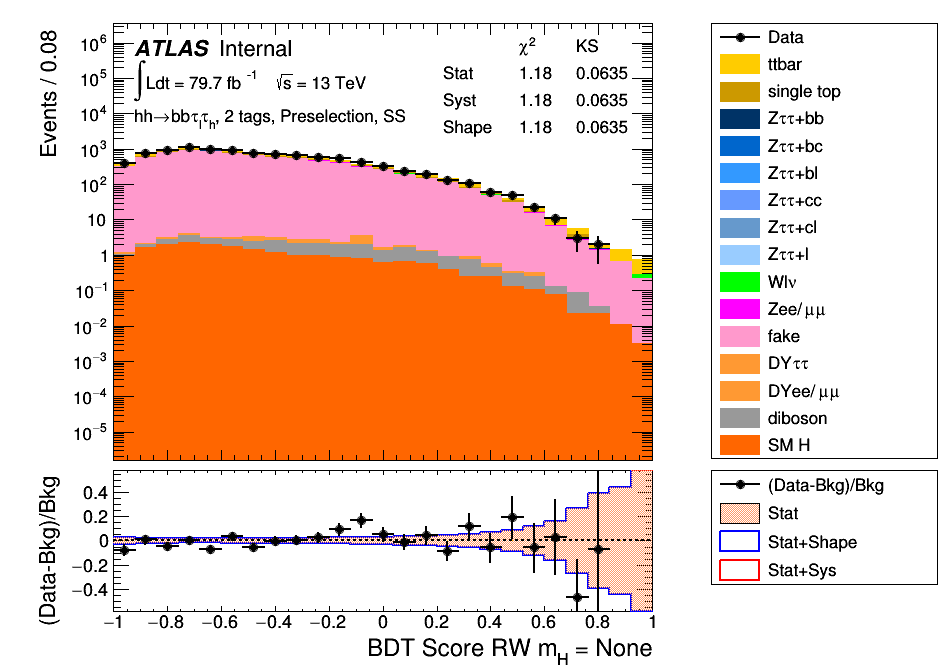 ATLAS Internal
∫ Ldt = 79.7 fb⁻¹ √s = 13 TeV
hh→bbτₗτₕ, 2 tags, Preselection, SS
χ² KS
Stat 1.18 0.0635
Syst 1.18 0.0635
Shape 1.18 0.0635
Events / 0.08
10⁶
10⁵
10⁴
10³
10²
10
1
10⁻¹
10⁻²
10⁻³
10⁻⁴
10⁻⁵
Data
ttbar
single top
Zττ+bb
Zττ+bc
Zττ+bl
Zττ+cc
Zττ+cl
Zττ+l
Wlν
Zee/μμ
fake
DYττ
DYee/μμ
diboson
SM H
(Data-Bkg)/Bkg
0.4
0.2
0
−0.2
−0.4
−1 −0.8 −0.6 −0.4 −0.2 0 0.2 0.4 0.6 0.8 1
BDT Score RW m_H = None
(Data-Bkg)/Bkg
Stat
Stat+Shape
Stat+Sys